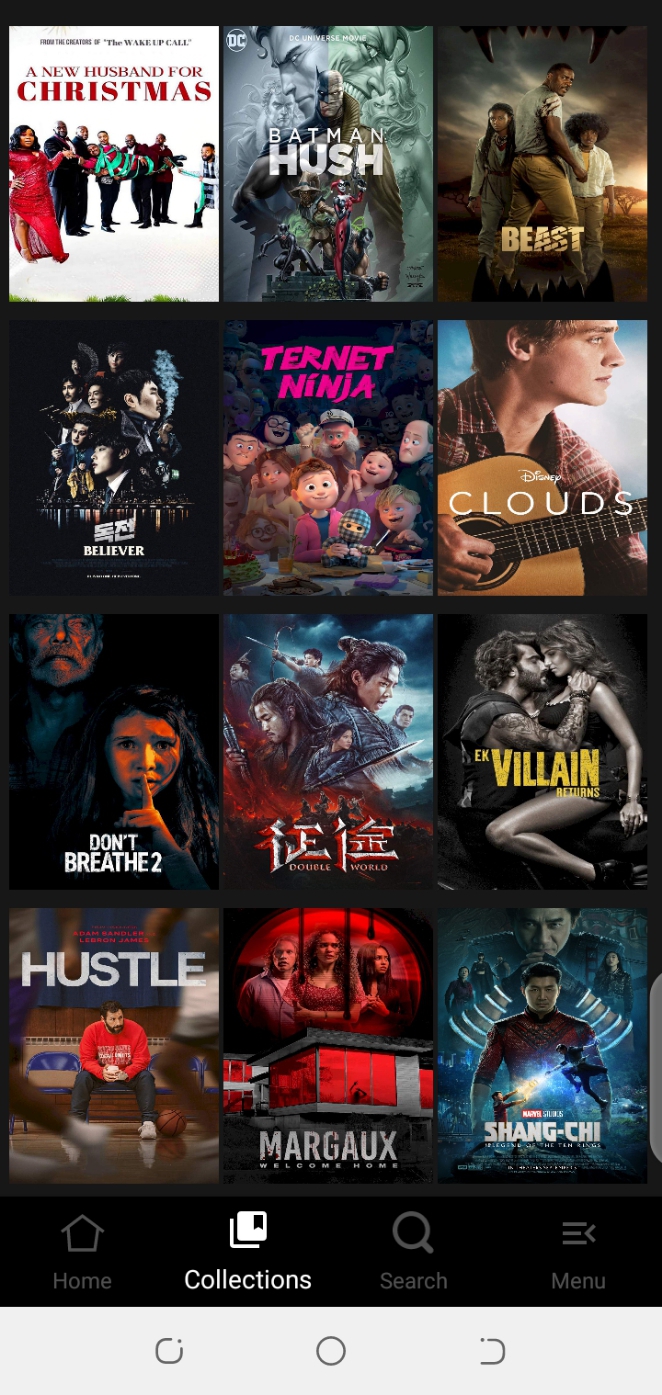 FROM THE CREATORS OF "The WAKE UP CALL"
A NEW HUSBAND FOR
CHRISTMAS
DC
DC UNIVERSE MOVIE
BATMAN
HUSH
BEAST
독전
BELIEVER
TERNET
NINJA
Disney
CLOUDS
DON'T
BREATHE 2
征途
DOUBLE WORLD
EK
VILLAIN
RETURNS
ADAM SANDLER
LEBRON JAMES
HUSTLE
MARGAUX
WELCOME HOME
MARVEL STUDIOS
SHANG-CHI
LEGEND OF THE TEN RINGS
Home
Collections
Search
Menu